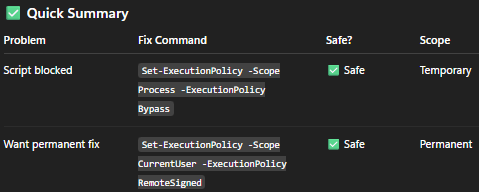 ✅ Quick Summary
Problem Fix Command Safe? Scope
Script blocked Set-ExecutionPolicy -Scope ✅ Safe Temporary
Process -ExecutionPolicy
Bypass
Want permanent fix Set-ExecutionPolicy -Scope ✅ Safe Permanent
CurrentUser -ExecutionPolicy
RemoteSigned